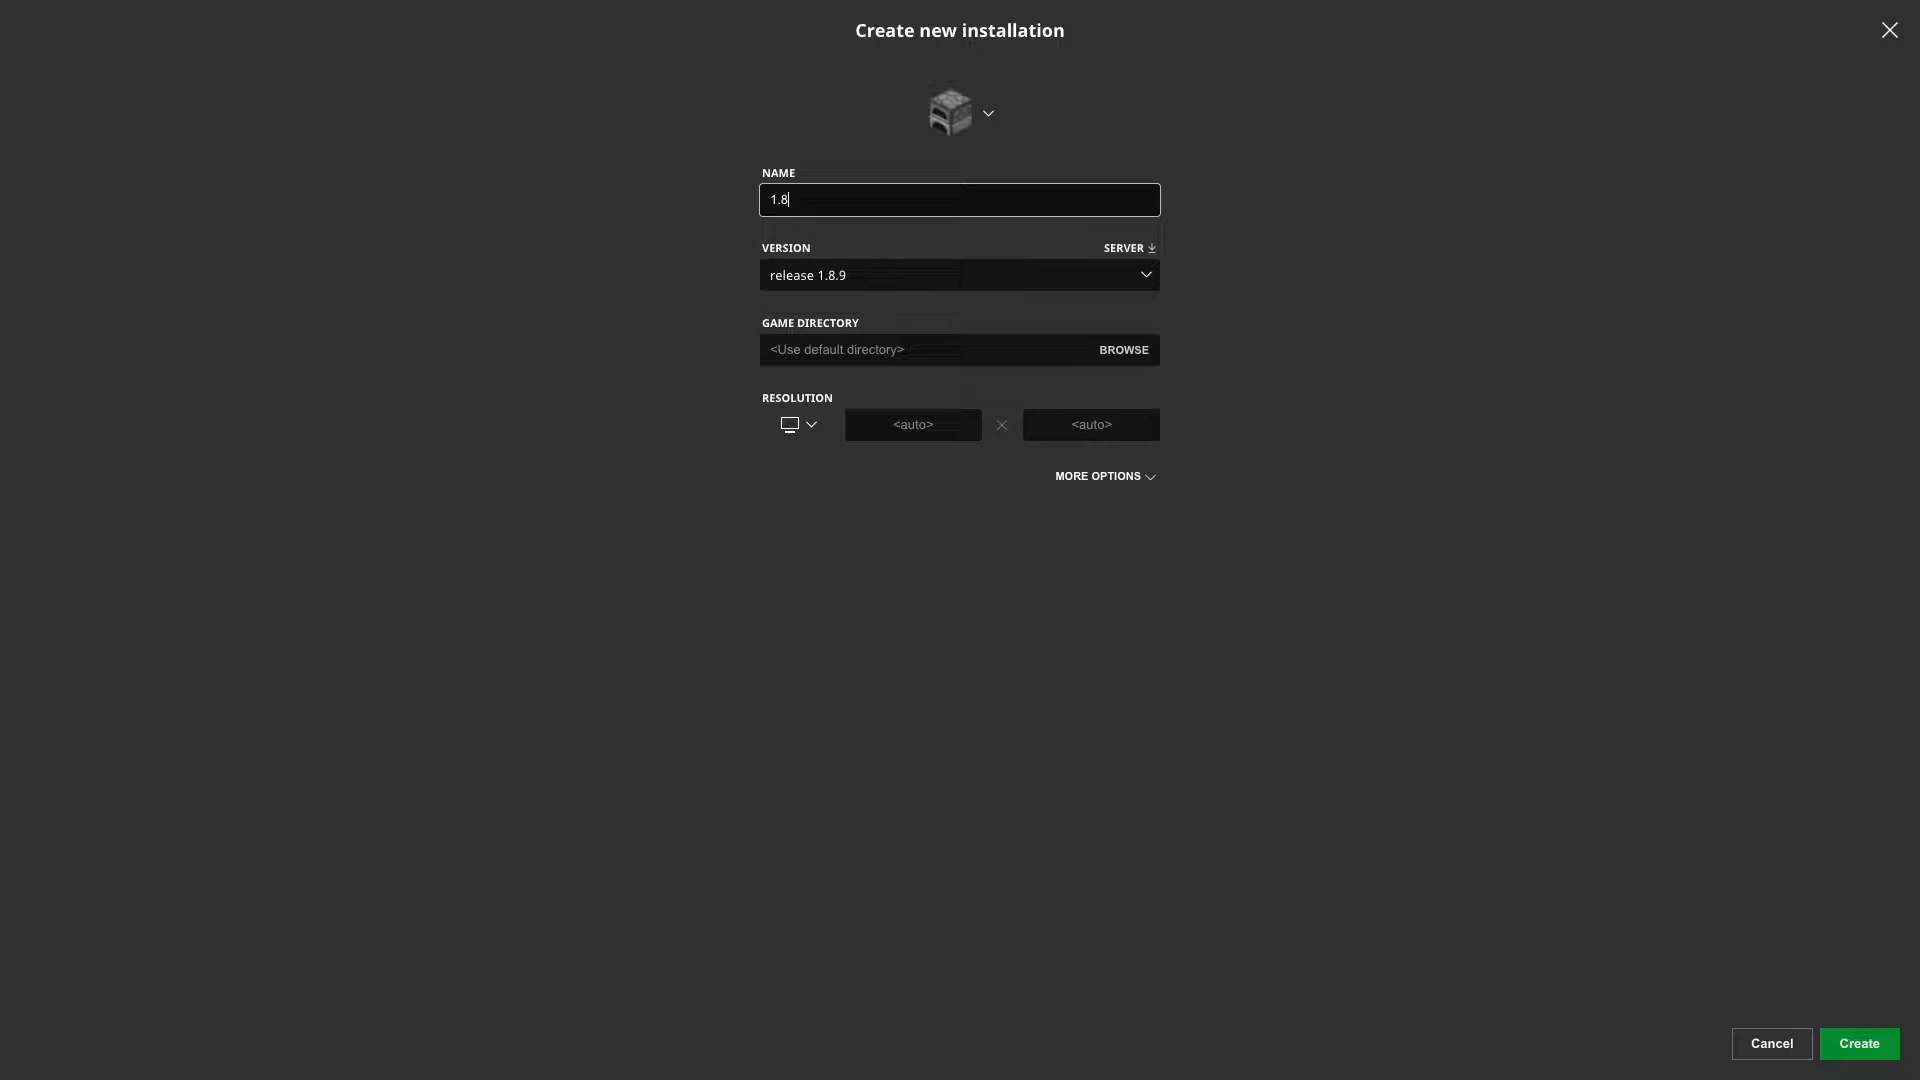 Create new installation
NAME
1.8
VERSION
SERVER
release 1.8.9
GAME DIRECTORY
<Use default directory>
BROWSE
RESOLUTION
<auto>
<auto>
MORE OPTIONS
Cancel
Create